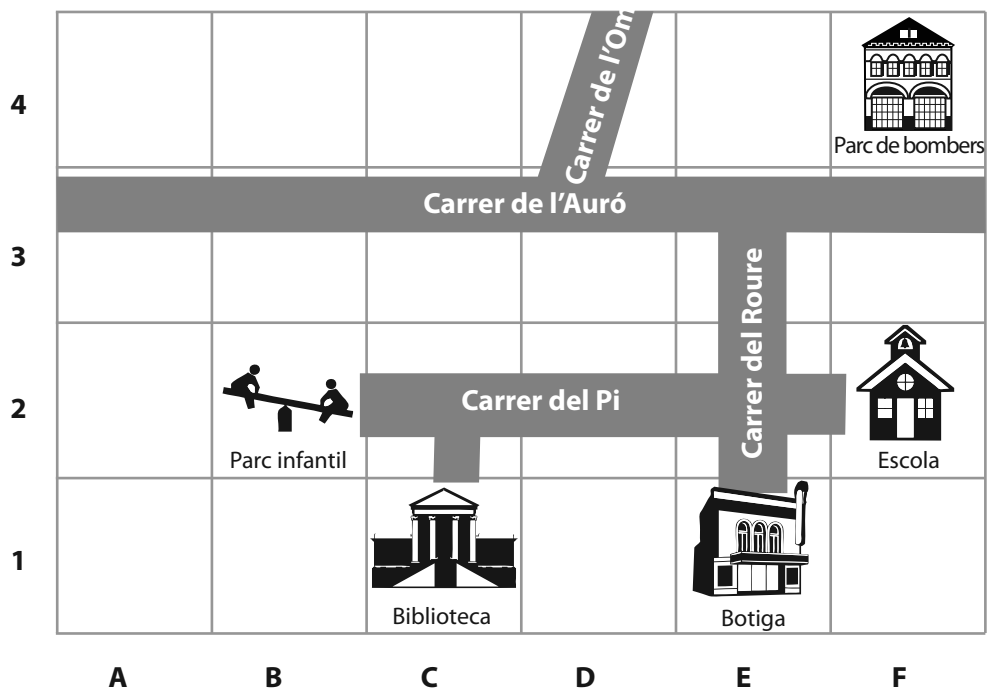 4
Carrer de l'Om
Parc de bombers
Carrer de l'Auró
3
Carrer del Roure
2
Carrer del Pi
Parc infantil
Escola
1
Biblioteca
Botiga
A B C D E F